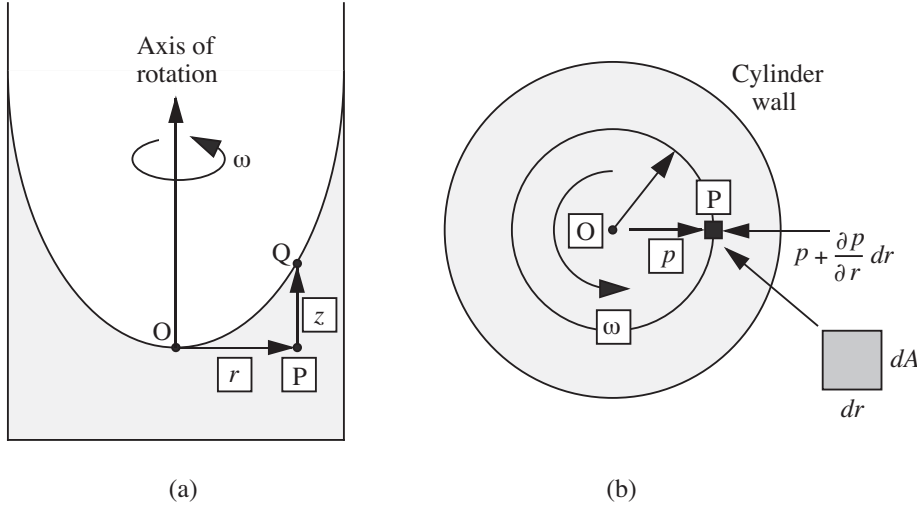 Axis of
rotation
ω
Q
z
O
r
P
(a)
Cylinder
wall
P
O
p
p + ∂p/∂r dr
ω
dA
dr
(b)